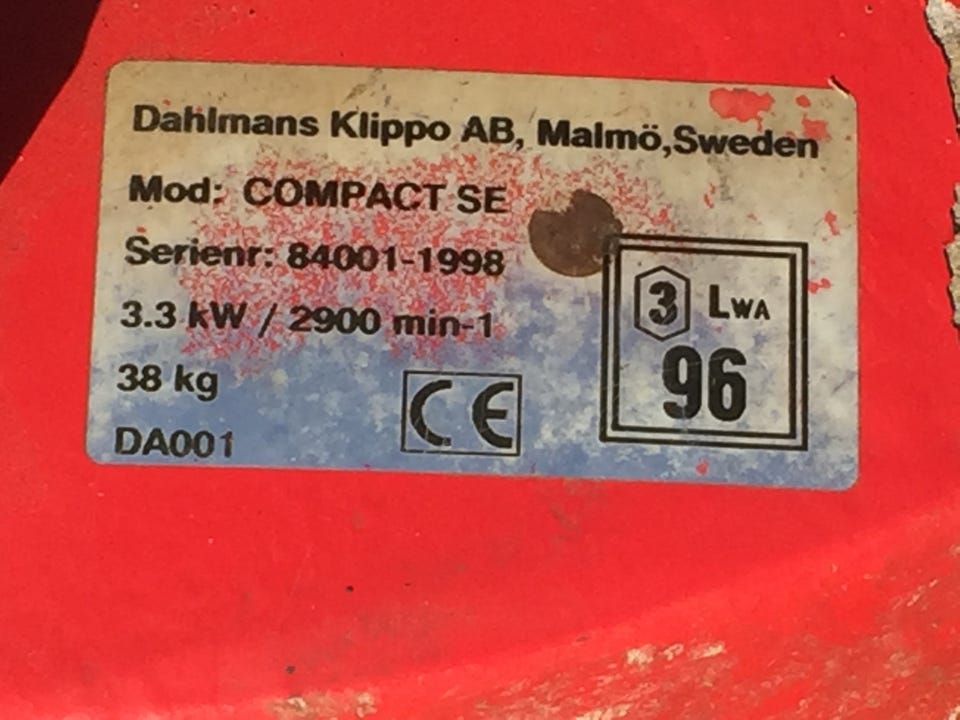 Dahlmans Klippo AB, Malmö,Sweden
Mod: COMPACT SE
Serienr: 84001-1998
3.3 kW / 2900 min-1
38 kg
DA001
CE
3 LWA
96